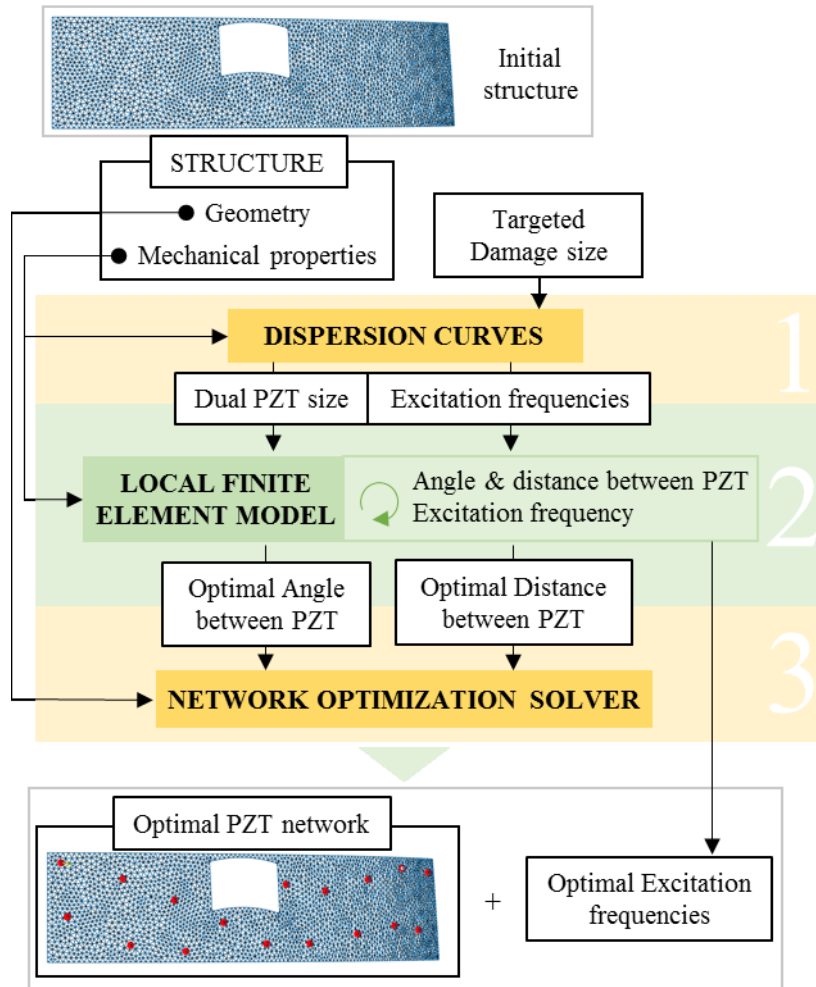 Initial
structure
STRUCTURE
Geometry
Mechanical properties
Targeted
Damage size
1
DISPERSION CURVES
Dual PZT size
Excitation frequencies
2
LOCAL FINITE
ELEMENT MODEL
Angle & distance between PZT
Excitation frequency
Optimal Angle
between PZT
Optimal Distance
between PZT
3
NETWORK OPTIMIZATION SOLVER
Optimal PZT network
+
Optimal Excitation
frequencies